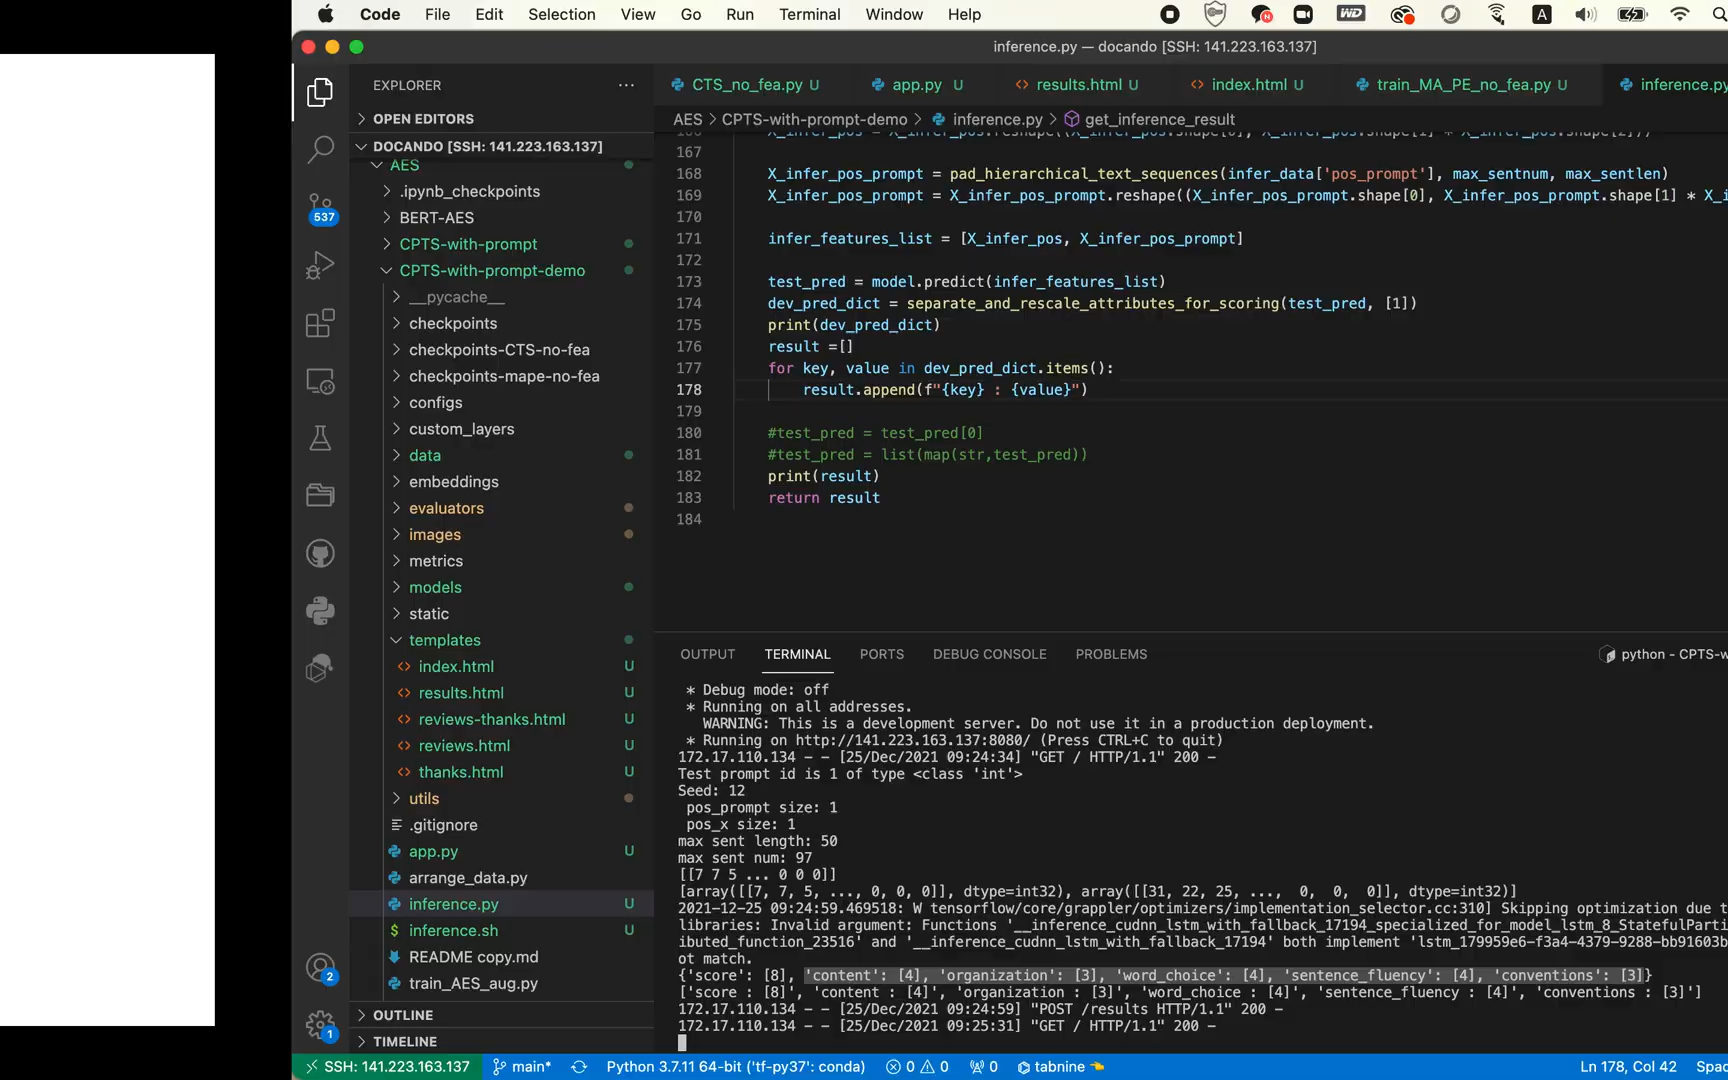 Code File Edit Selection View Go Run Terminal Window Help
inference.py — docando [SSH: 141.223.163.137]
EXPLORER
CTS_no_fea.py U
app.py U
results.html U
index.html U
train_MA_PE_no_fea.py U
inference.py
AES > CPTS-with-prompt-demo > inference.py > get_inference_result
OPEN EDITORS
DOCANDO [SSH: 141.223.163.137]
AES
.ipynb_checkpoints
BERT-AES
CPTS-with-prompt
CPTS-with-prompt-demo
__pycache__
checkpoints
checkpoints-CTS-no-fea
checkpoints-mape-no-fea
configs
custom_layers
data
embeddings
evaluators
images
metrics
models
static
templates
index.html U
results.html U
reviews-thanks.html U
reviews.html U
thanks.html U
utils
.gitignore
app.py U
arrange_data.py
inference.py U
inference.sh U
README copy.md
train_AES_aug.py
OUTLINE
TIMELINE
537
2
1
167
168 X_infer_pos_prompt = pad_hierarchical_text_sequences(infer_data['pos_prompt'], max_sentnum, max_sentlen)
169 X_infer_pos_prompt = X_infer_pos_prompt.reshape((X_infer_pos_prompt.shape[0], X_infer_pos_prompt.shape[1] * X_i
170
171 infer_features_list = [X_infer_pos, X_infer_pos_prompt]
172
173 test_pred = model.predict(infer_features_list)
174 dev_pred_dict = separate_and_rescale_attributes_for_scoring(test_pred, [1])
175 print(dev_pred_dict)
176 result =[]
177 for key, value in dev_pred_dict.items():
178 result.append(f"{key} : {value}")
179
180 #test_pred = test_pred[0]
181 #test_pred = list(map(str,test_pred))
182 print(result)
183 return result
184
OUTPUT TERMINAL PORTS DEBUG CONSOLE PROBLEMS
python - CPTS-w
* Debug mode: off
* Running on all addresses.
WARNING: This is a development server. Do not use it in a production deployment.
* Running on http://141.223.163.137:8080/ (Press CTRL+C to quit)
172.17.110.134 - - [25/Dec/2021 09:24:34] "GET / HTTP/1.1" 200 -
Test prompt id is 1 of type <class 'int'>
Seed: 12
pos_prompt size: 1
pos_x size: 1
max sent length: 50
max sent num: 97
[[7 7 5 ... 0 0 0]]
[array([[7, 7, 5, ..., 0, 0, 0]], dtype=int32), array([[31, 22, 25, ..., 0, 0, 0]], dtype=int32)]
2021-12-25 09:24:59.469518: W tensorflow/core/grappler/optimizers/implementation_selector.cc:310] Skipping optimization due t
libraries: Invalid argument: Functions '__inference_cudnn_lstm_with_fallback_17194_specialized_for_model_lstm_8_StatefulParti
ibuted_function_23516' and '__inference_cudnn_lstm_with_fallback_17194' both implement 'lstm_179959e6-f3a4-4379-9288-bb91603b
ot match.
{'score': [8], 'content': [4], 'organization': [3], 'word_choice': [4], 'sentence_fluency': [4], 'conventions': [3]}
['score : [8]', 'content : [4]', 'organization : [3]', 'word_choice : [4]', 'sentence_fluency : [4]', 'conventions : [3]']
172.17.110.134 - - [25/Dec/2021 09:24:59] "POST /results HTTP/1.1" 200 -
172.17.110.134 - - [25/Dec/2021 09:25:31] "GET / HTTP/1.1" 200 -
SSH: 141.223.163.137 main* Python 3.7.11 64-bit ('tf-py37': conda) 0 0 0 tabnine Ln 178, Col 42 Spac